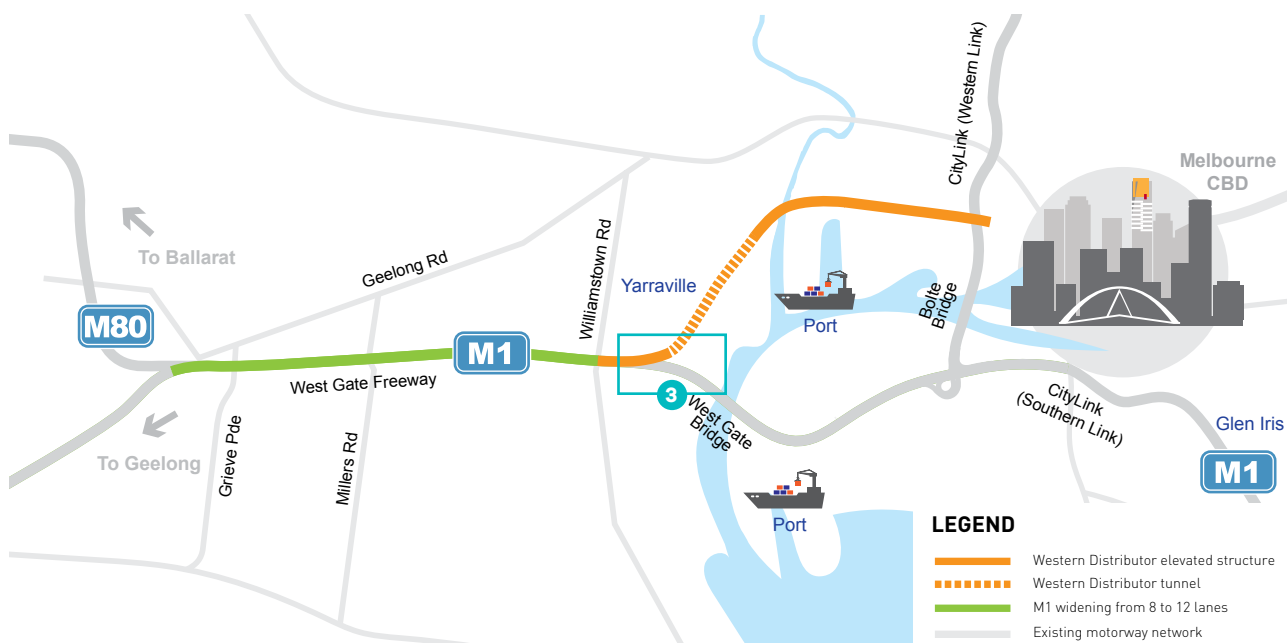 CityLink (Western Link)
Melbourne
CBD
To Ballarat
Geelong Rd
Williamstown Rd
Yarraville
Port
Bolte
Bridge
M80
M1
West Gate Freeway
3
West Gate
Bridge
CityLink
(Southern Link)
Glen Iris
M1
To Geelong
Grieve Pde
Millers Rd
Port
LEGEND
Western Distributor elevated structure
Western Distributor tunnel
M1 widening from 8 to 12 lanes
Existing motorway network